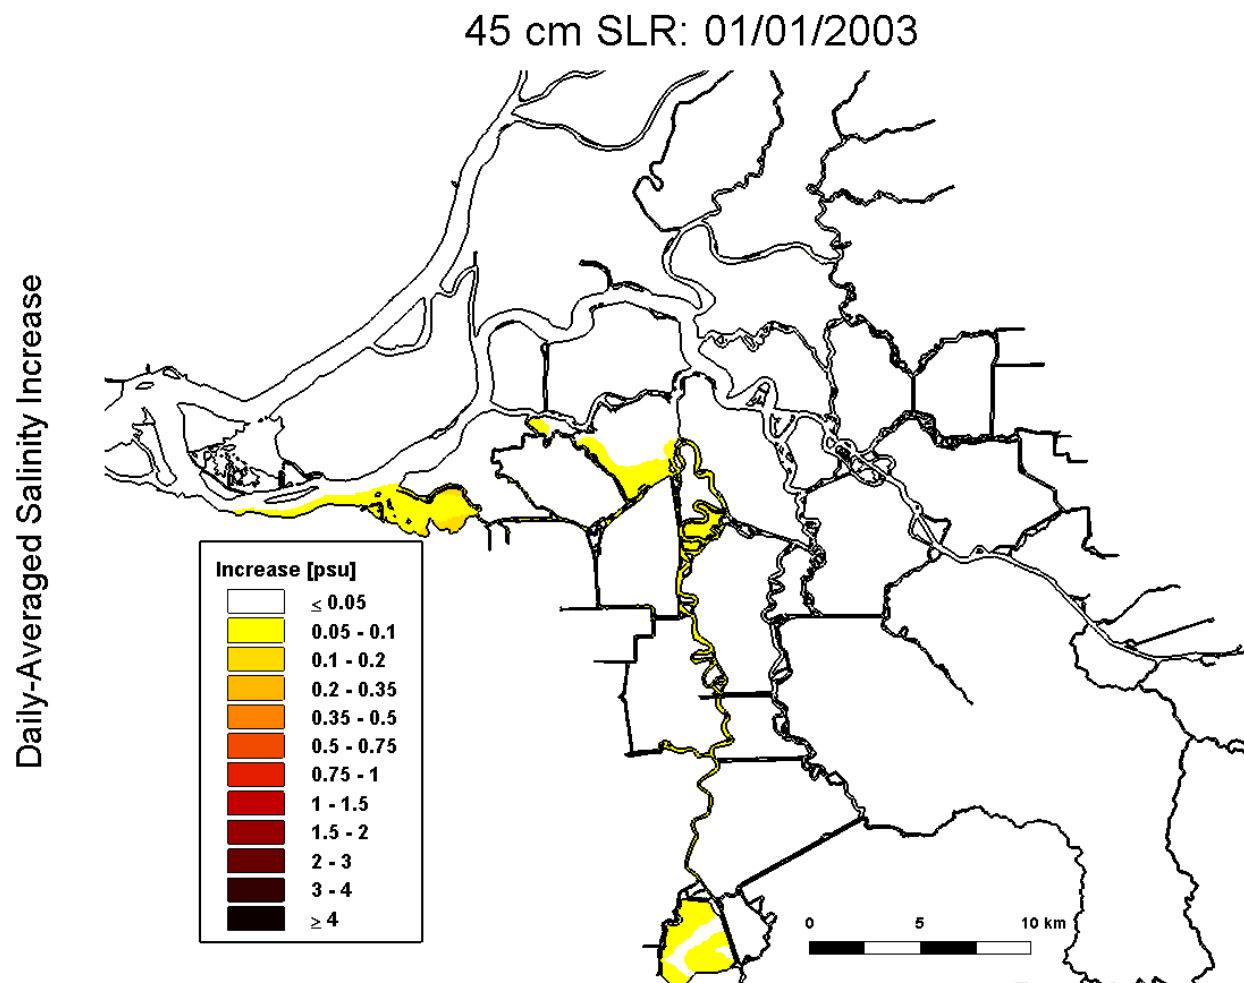 45 cm SLR: 01/01/2003
Daily-Averaged Salinity Increase
Increase [psu]
≤ 0.05
0.05 - 0.1
0.1 - 0.2
0.2 - 0.35
0.35 - 0.5
0.5 - 0.75
0.75 - 1
1 - 1.5
1.5 - 2
2 - 3
3 - 4
≥ 4
0 5 10 km